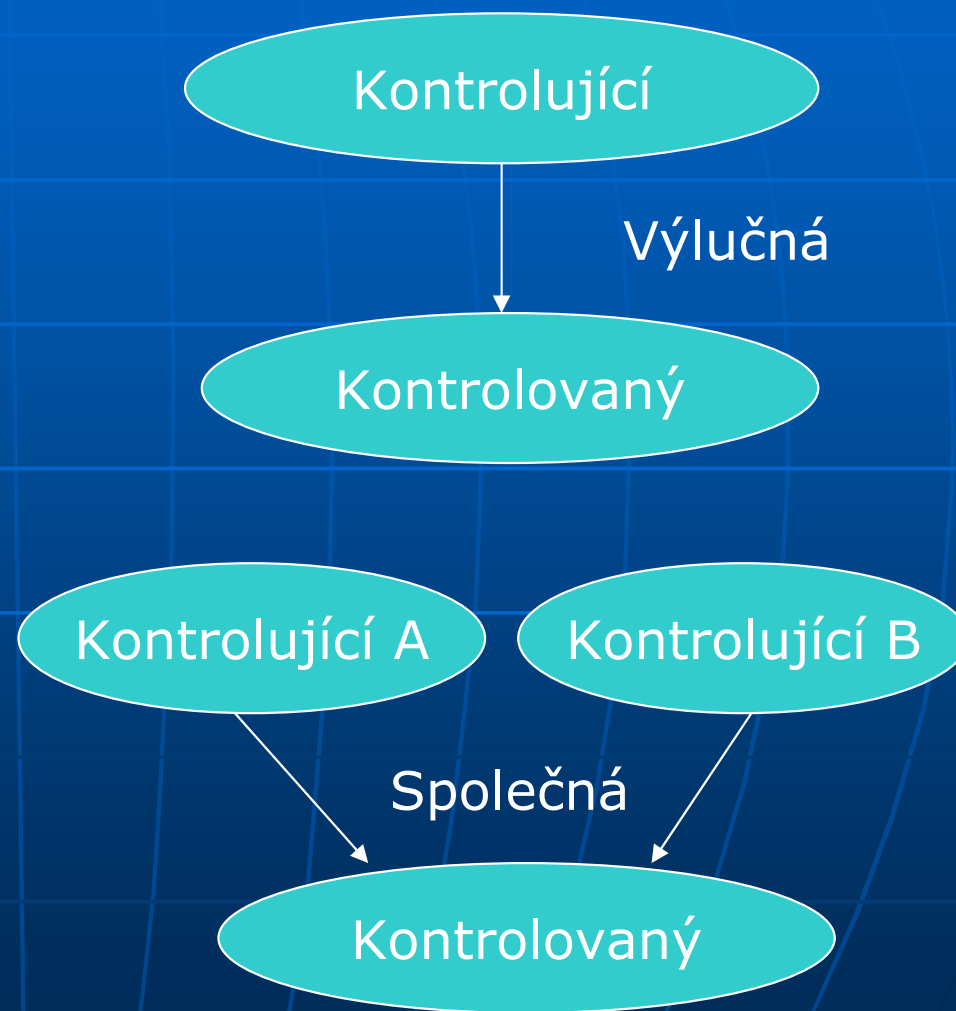 Kontrolující
Výlučná
Kontrolovaný
Kontrolující A
Kontrolující B
Společná
Kontrolovaný